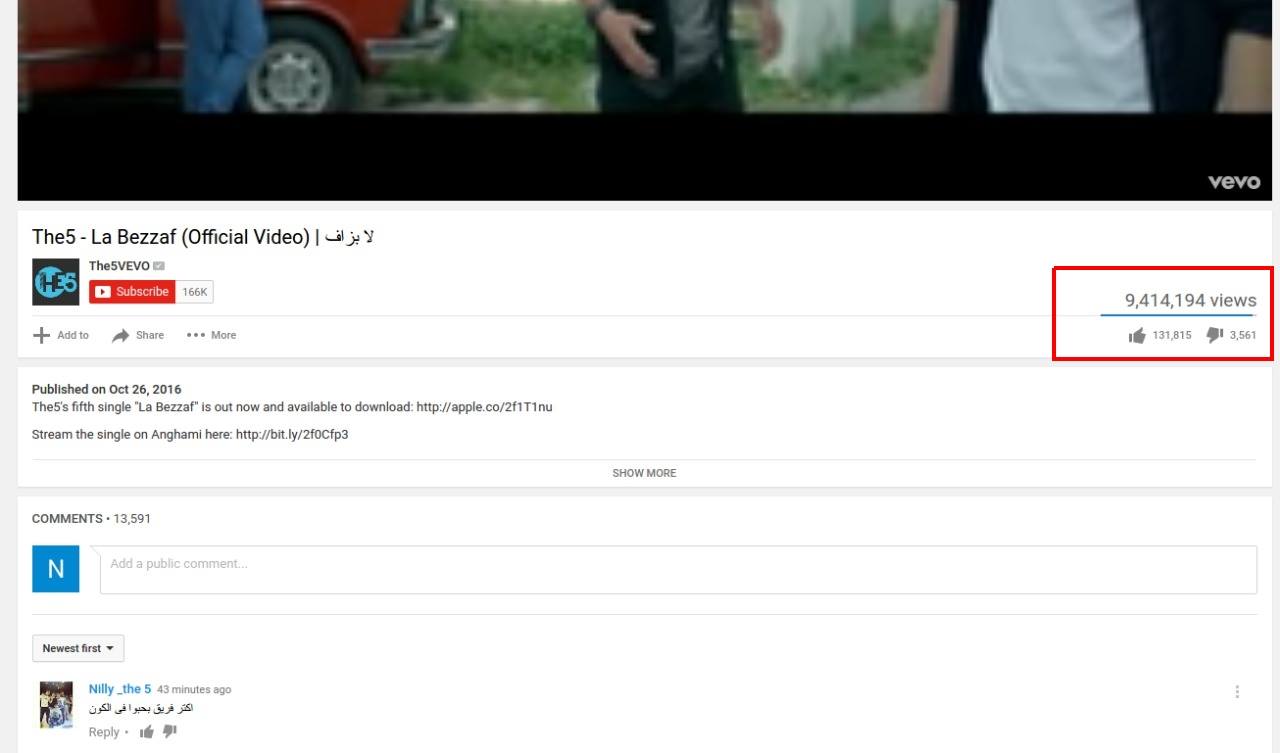 vevo
The5 - La Bezzaf (Official Video) | لا بزاف
THE5
The5VEVO
Subscribe 166K
9,414,194 views
Add to Share More
131,815 3,561
Published on Oct 26, 2016
The5's fifth single "La Bezzaf" is out now and available to download: http://apple.co/2f1T1nu
Stream the single on Anghami here: http://bit.ly/2f0Cfp3
SHOW MORE
COMMENTS • 13,591
N
Add a public comment...
Newest first
Nilly _the 5 43 minutes ago
اكتر فريق بحبوا في الكون
Reply •